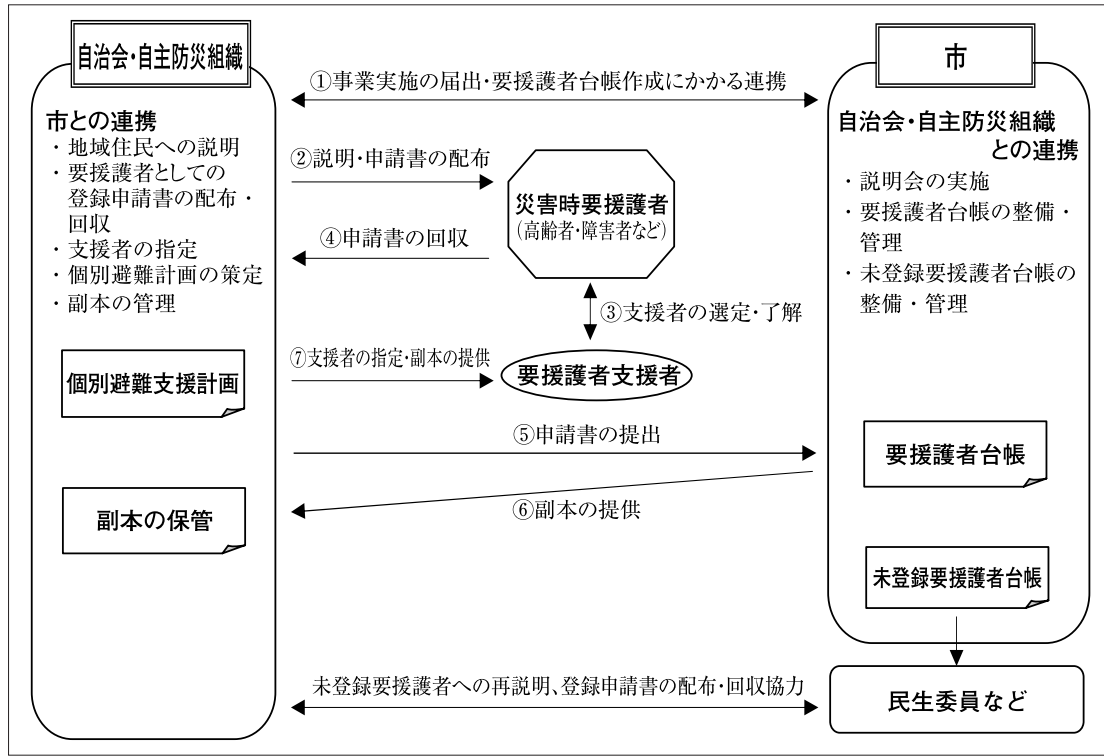 自治会・自主防災組織
市との連携
・地域住民への説明
・要援護者としての
登録申請書の配布・
回収
・支援者の指定
・個別避難計画の策定
・副本の管理
個別避難支援計画
副本の保管
①事業実施の届出・要援護者台帳作成にかかる連携
②説明・申請書の配布
④申請書の回収
災害時要援護者
(高齢者・障害者など)
③支援者の選定・了解
⑦支援者の指定・副本の提供
要援護者支援者
⑤申請書の提出
⑥副本の提供
未登録要援護者への再説明、登録申請書の配布・回収協力
市
自治会・自主防災組織
との連携
・説明会の実施
・要援護者台帳の整備・
管理
・未登録要援護者台帳の
整備・管理
要援護者台帳
未登録要援護者台帳
民生委員など